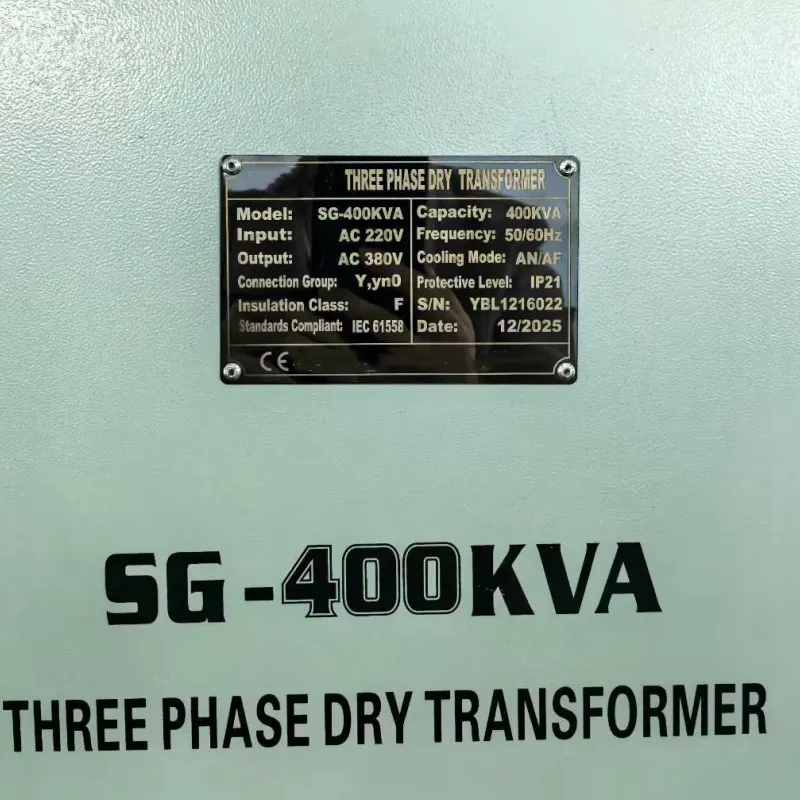 THREE PHASE DRY TRANSFORMER
Model: SG-400KVA
Input: AC 220V
Output: AC 380V
Connection Group: Y,yn0
Insulation Class: F
Standards Compliant: IEC 61558
Capacity: 400KVA
Frequency: 50/60Hz
Cooling Mode: AN/AF
Protective Level: IP21
S/N: YBL1216022
Date: 12/2025
CE
SG-400KVA
THREE PHASE DRY TRANSFORMER